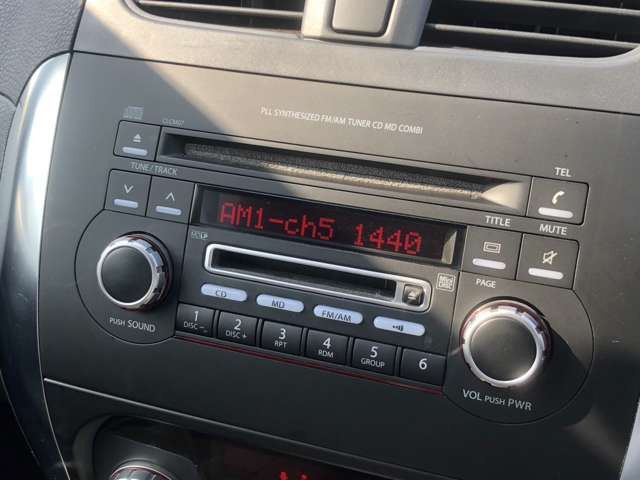 PLL SYNTHESIZED FM/AM TUNER CD MD COMBI
CLCM07
TUNE/TRACK
TEL
TITLE
MUTE
AM1-ch5 1440
PAGE
CD
MD
FM/AM
PUSH SOUND
1
DISC -
2
DISC +
3
RPT
4
RDM
5
GROUP
6
VOL PUSH PWR